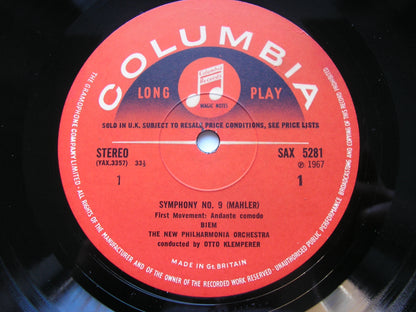 COLUMBIA
Columbia
Records
LONG PLAY
MAGIC NOTES
SOLD IN U.K. SUBJECT TO RESALE PRICE CONDITIONS, SEE PRICE LISTS
STEREO SAX 5281
(YAX.3357) 33⅓ ℗ 1967
1 1
SYMPHONY NO. 9 (MAHLER)
First Movement: Andante comodo
BIEM
THE NEW PHILHARMONIA ORCHESTRA
conducted by OTTO KLEMPERER
MADE IN Gt. BRITAIN
THE GRAMOPHONE COMPANY LIMITED. ALL RIGHTS OF THE MANUFACTURER AND OF THE OWNER OF THE RECORDED WORK RESERVED. UNAUTHORISED PUBLIC PERFORMANCE BROADCASTING AND COPYING OF THIS RECORD PROHIBITED